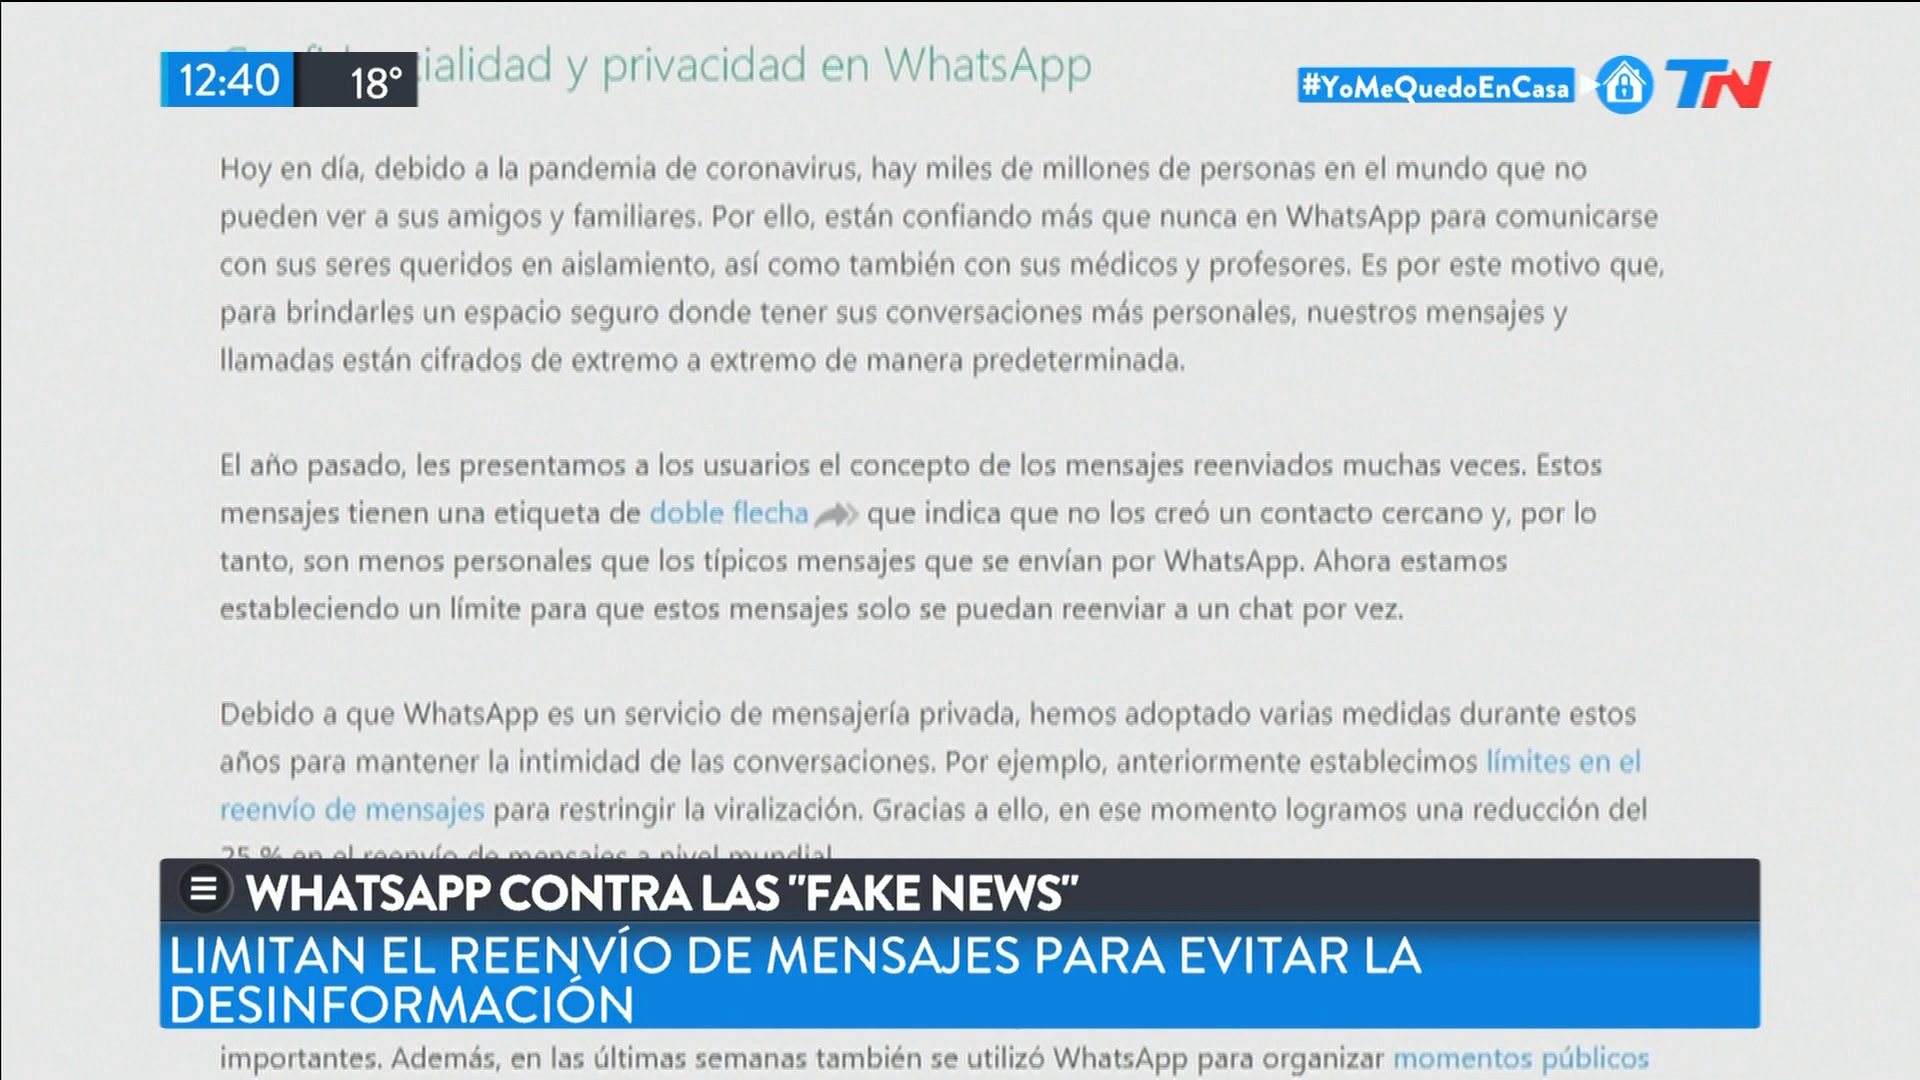 12:40 18°
ialidad y privacidad en WhatsApp
#YoMeQuedoEnCasa TN
Hoy en día, debido a la pandemia de coronavirus, hay miles de millones de personas en el mundo que no
pueden ver a sus amigos y familiares. Por ello, están confiando más que nunca en WhatsApp para comunicarse
con sus seres queridos en aislamiento, así como también con sus médicos y profesores. Es por este motivo que,
para brindarles un espacio seguro donde tener sus conversaciones más personales, nuestros mensajes y
llamadas están cifrados de extremo a extremo de manera predeterminada.
El año pasado, les presentamos a los usuarios el concepto de los mensajes reenviados muchas veces. Estos
mensajes tienen una etiqueta de doble flecha que indica que no los creó un contacto cercano y, por lo
tanto, son menos personales que los típicos mensajes que se envían por WhatsApp. Ahora estamos
estableciendo un límite para que estos mensajes solo se puedan reenviar a un chat por vez.
Debido a que WhatsApp es un servicio de mensajería privada, hemos adoptado varias medidas durante estos
años para mantener la intimidad de las conversaciones. Por ejemplo, anteriormente establecimos límites en el
reenvío de mensajes para restringir la viralización. Gracias a ello, en ese momento logramos una reducción del
25 % en el reenvío de mensajes a nivel mundial.
WHATSAPP CONTRA LAS "FAKE NEWS"
LIMITAN EL REENVÍO DE MENSAJES PARA EVITAR LA
DESINFORMACIÓN
importantes. Además, en las últimas semanas también se utilizó WhatsApp para organizar momentos públicos